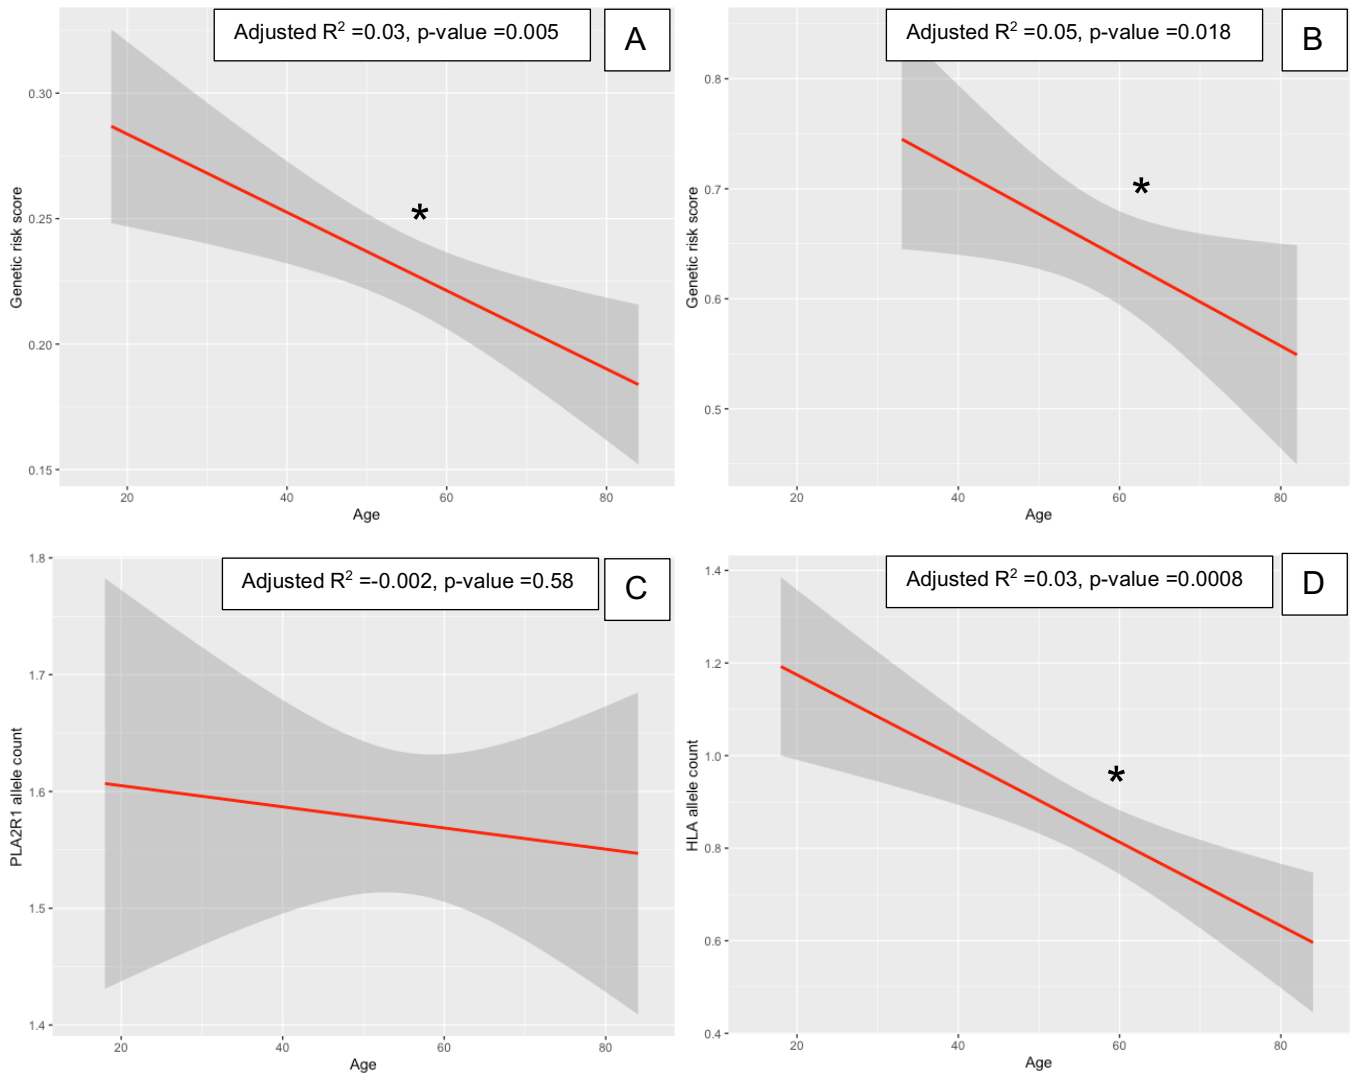 Adjusted R² =0.03, p-value =0.005
A
0.30
0.25
0.20
0.15
Genetic risk score
*
20 40 60 80
Age
Adjusted R² =0.05, p-value =0.018
B
0.8
0.7
0.6
0.5
Genetic risk score
*
20 40 60 80
Age
Adjusted R² =-0.002, p-value =0.58
C
1.8
1.7
1.6
1.5
1.4
PLA2R1 allele count
20 40 60 80
Age
Adjusted R² =0.03, p-value =0.0008
D
1.4
1.2
1.0
0.8
0.6
0.4
HLA allele count
*
20 40 60 80
Age